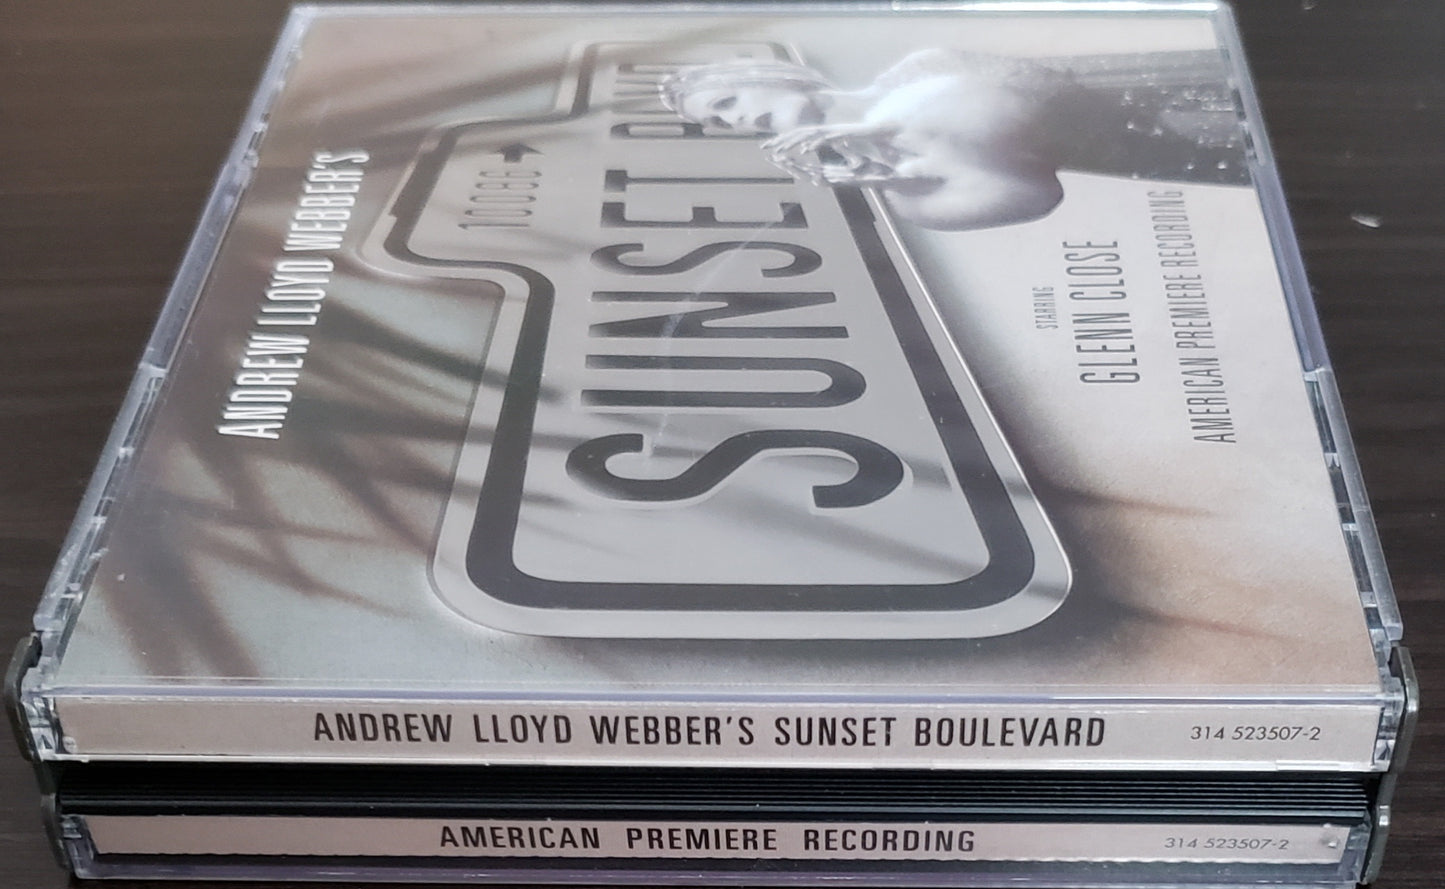 ANDREW LLOYD WEBBER'S
10086
SUNSET
STARRING
GLENN CLOSE
AMERICAN PREMIERE RECORDING
ANDREW LLOYD WEBBER'S SUNSET BOULEVARD 314 523507-2
AMERICAN PREMIERE RECORDING 314 523507-2